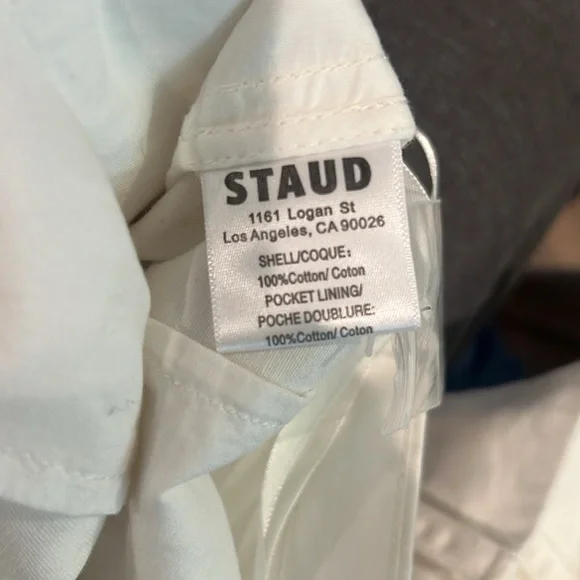 STAUD
1161 Logan St
Los Angeles, CA 90026
SHELL/COQUE:
100%Cotton/ Coton
POCKET LINING/
POCHE DOUBLURE:
100%Cotton/ Coton